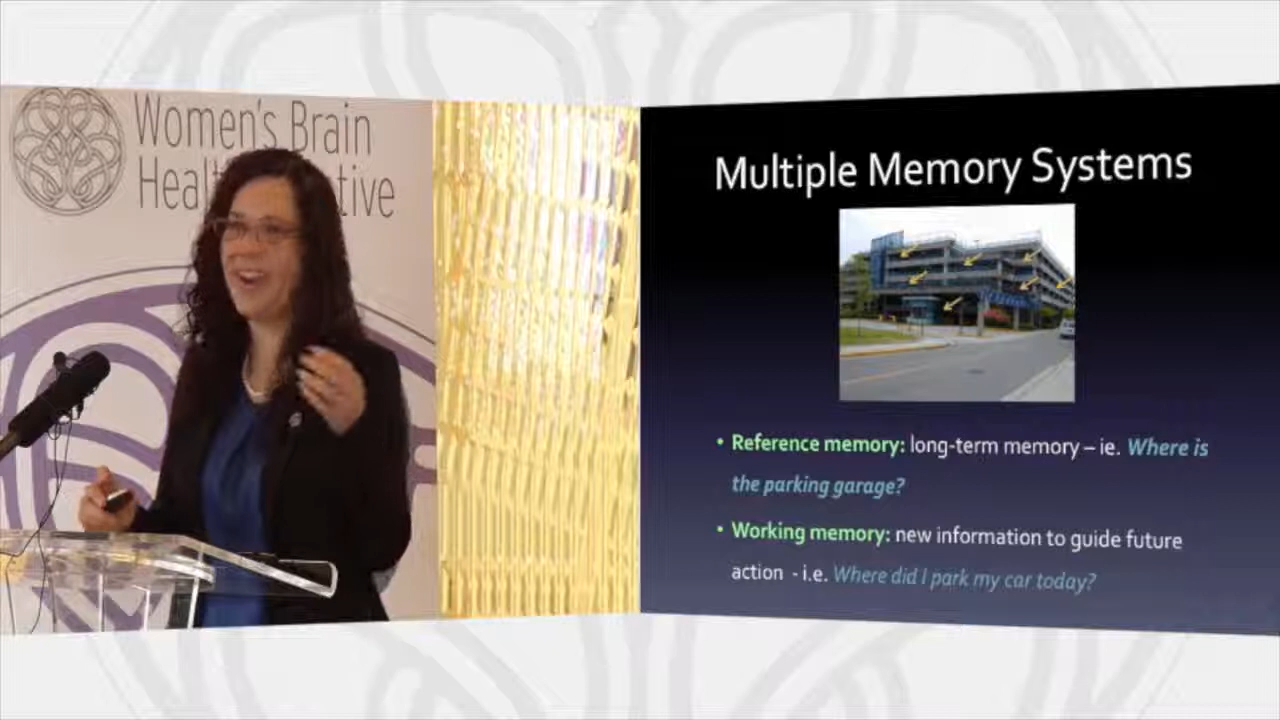 Women's Brain
Heal tive
Multiple Memory Systems
• Reference memory: long-term memory – ie. Where is
the parking garage?
• Working memory: new information to guide future
action - i.e. Where did I park my car today?